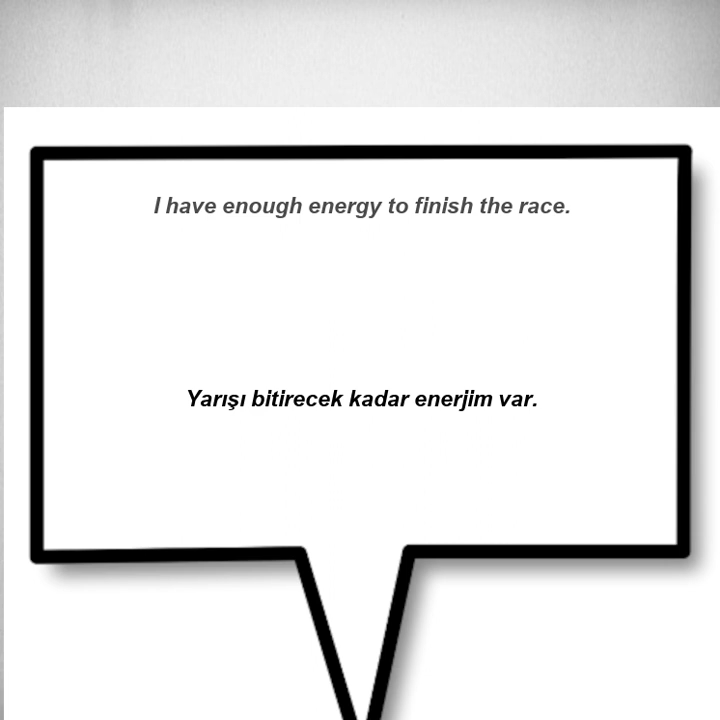 I have enough energy to finish the race.
Yarışı bitirecek kadar enerjim var.